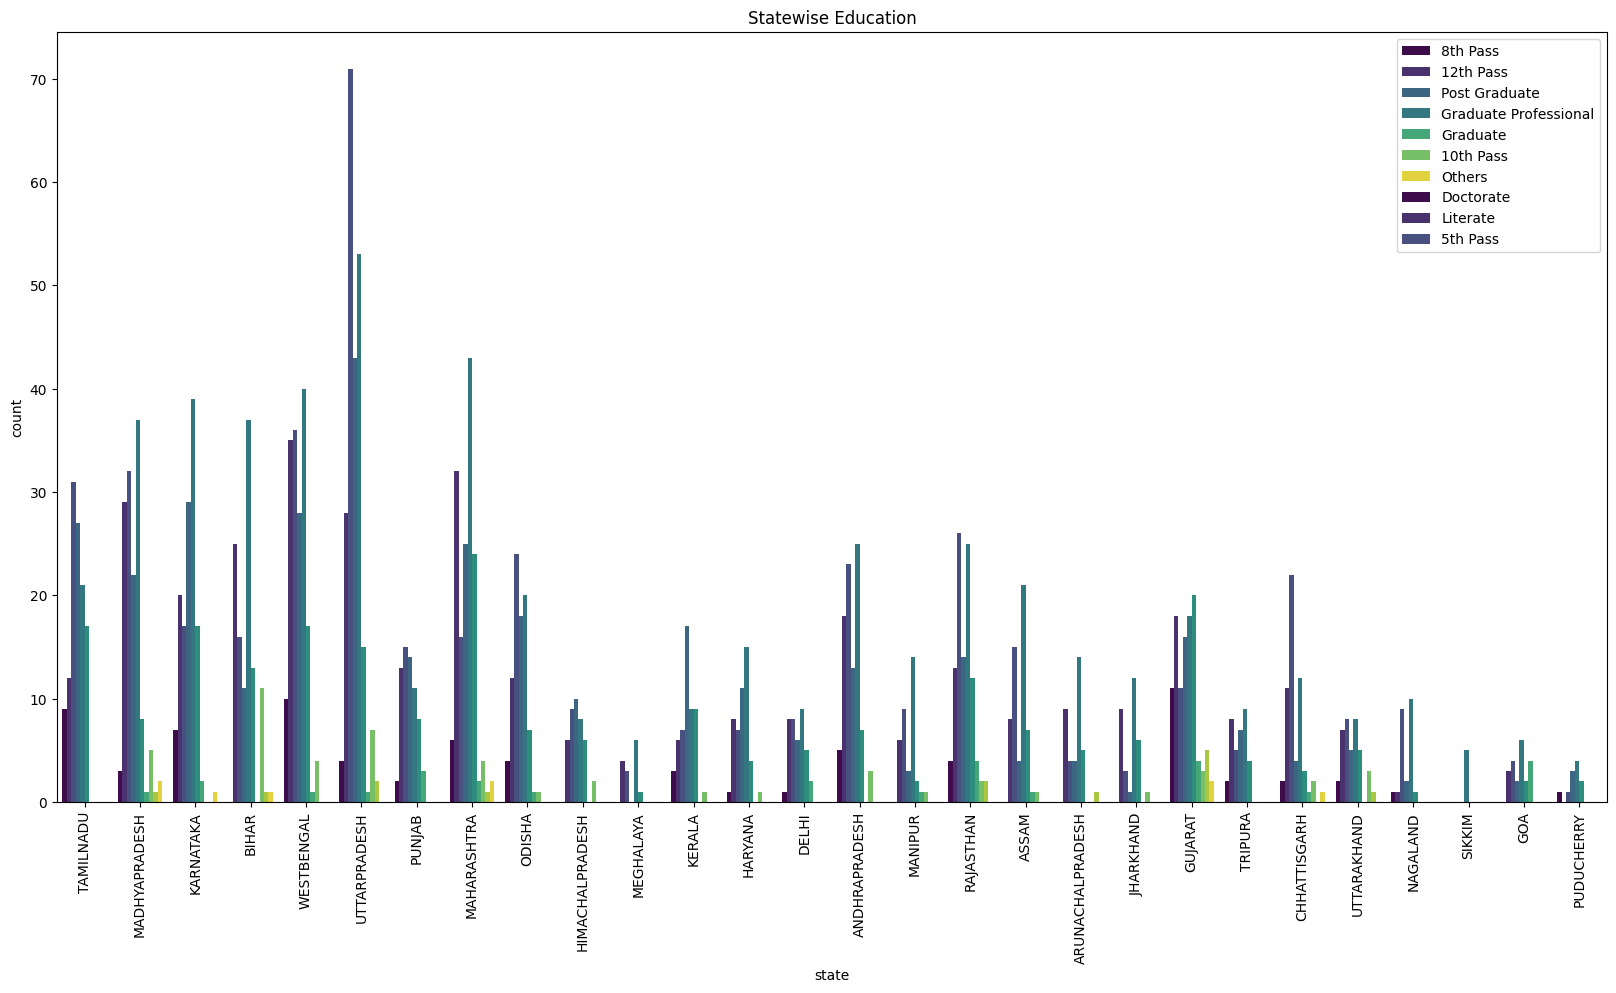 Statewise Education
8th Pass
12th Pass
Post Graduate
Graduate Professional
Graduate
10th Pass
Others
Doctorate
Literate
5th Pass
70
60
50
40
30
20
10
0
count
TAMILNADU
MADHYAPRADESH
KARNATAKA
BIHAR
WESTBENGAL
UTTARPRADESH
PUNJAB
MAHARASHTRA
ODISHA
HIMACHALPRADESH
MEGHALAYA
KERALA
HARYANA
DELHI
ANDHRAPRADESH
MANIPUR
RAJASTHAN
ASSAM
ARUNACHALPRADESH
JHARKHAND
GUJARAT
TRIPURA
CHHATTISGARH
UTTARAKHAND
NAGALAND
SIKKIM
GOA
PUDUCHERRY
state